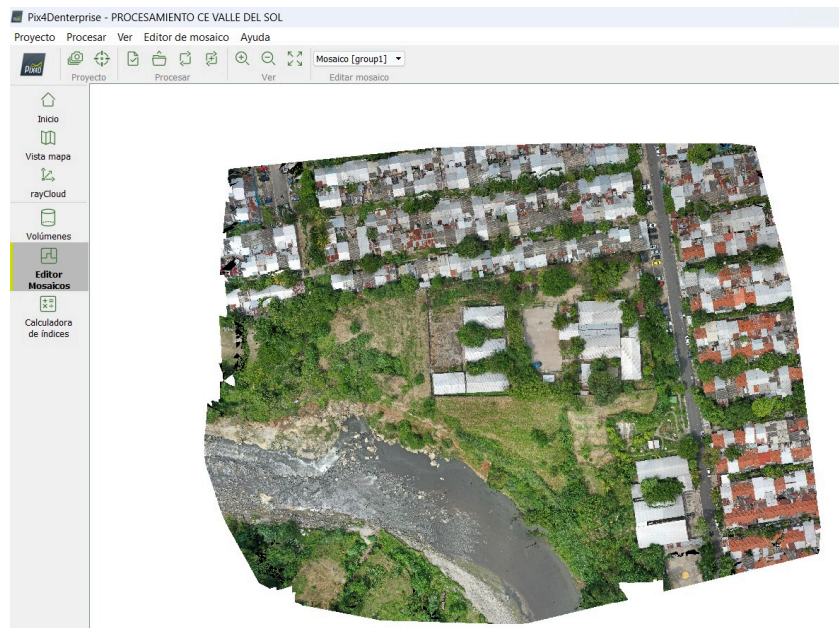 Pix4Denterprise - PROCESAMIENTO CE VALLE DEL SOL
Proyecto Procesar Ver Editor de mosaico Ayuda
PIX4D
Mosaico [group1]
Proyecto Procesar Ver Editar mosaico
Inicio
Vista mapa
rayCloud
Volúmenes
Editor
Mosaicos
Calculadora
de índices